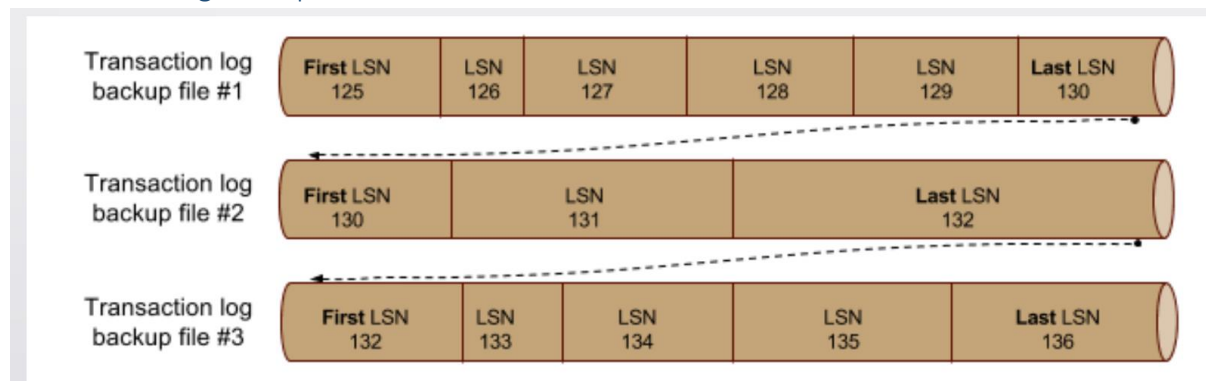 Transaction log
backup file #1
First LSN
125
LSN
126
LSN
127
LSN
128
LSN
129
Last LSN
130
Transaction log
backup file #2
First LSN
130
LSN
131
Last LSN
132
Transaction log
backup file #3
First LSN
132
LSN
133
LSN
134
LSN
135
Last LSN
136